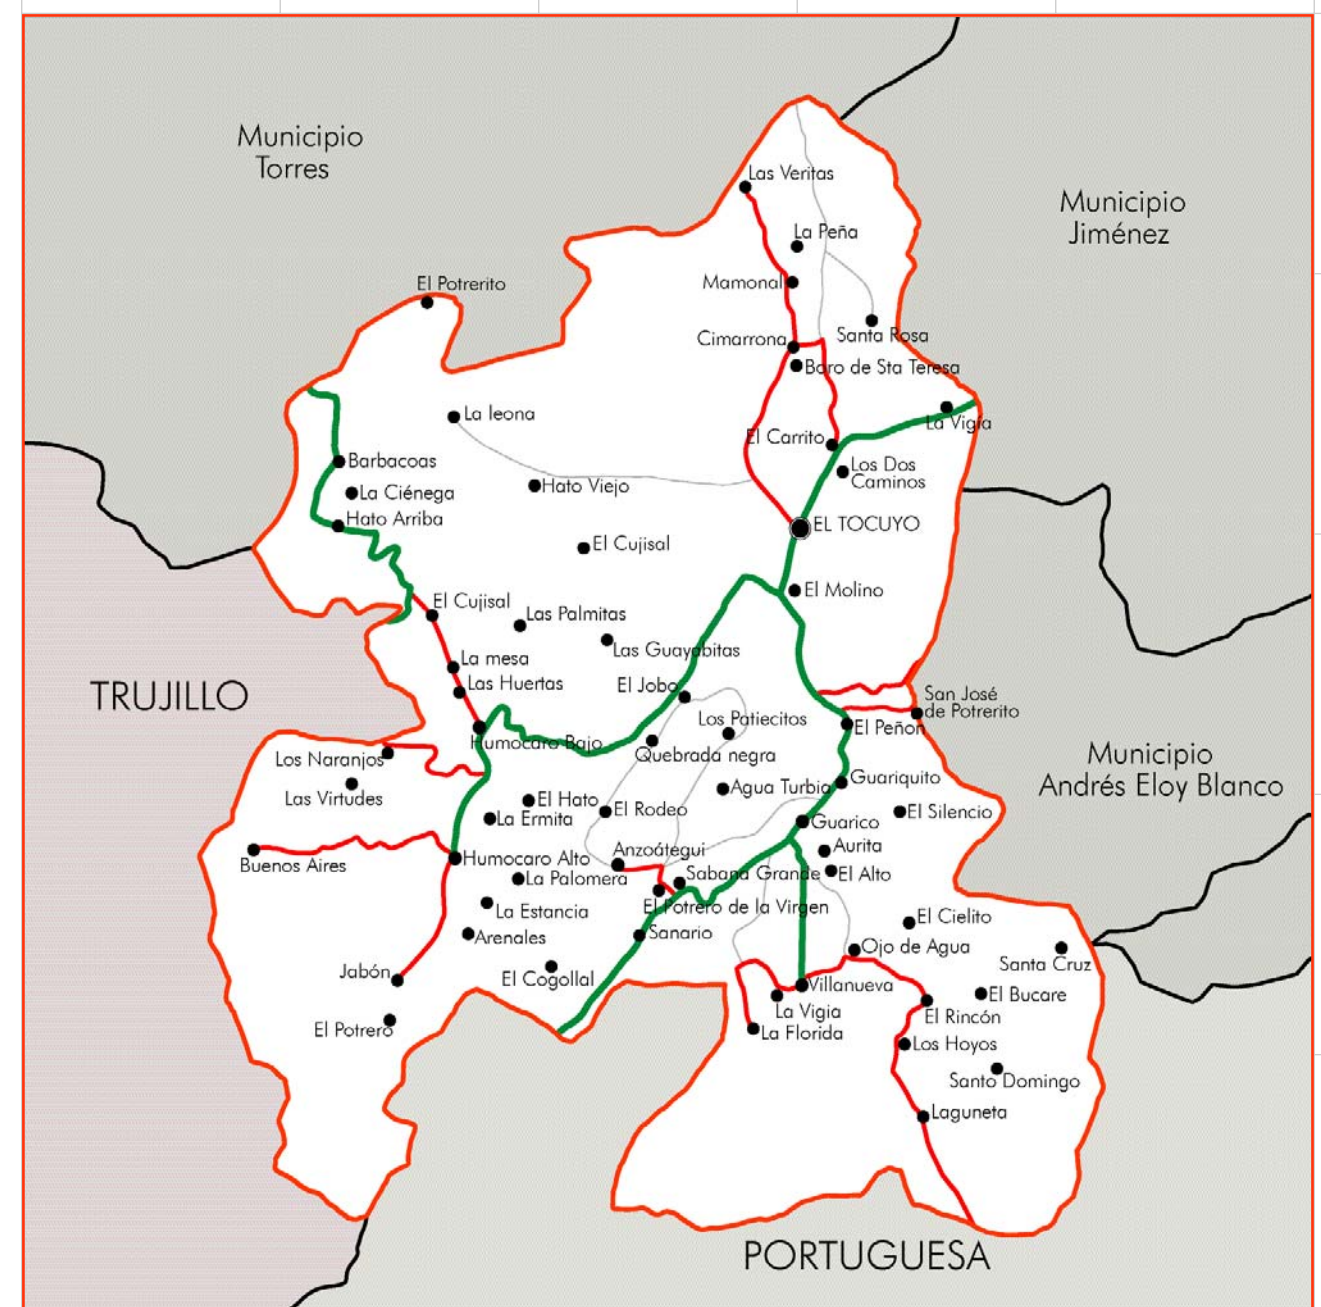 Municipio
Torres
Las Veritas
Municipio
Jiménez
La Peña
El Potrerito
Mamonal
Santa Rosa
Cimarrona
Boro de Sta Teresa
La leona
La Vigía
El Carrito
Barbacoas
Los Dos
Caminos
La Ciénega
Hato Viejo
Hato Arriba
EL TOCUYO
El Cujisal
El Molino
El Cujisal
Las Palmitas
Las Guayabitas
La mesa
Las Huertas
El Jobo
TRUJILLO
San José
de Potrerito
Los Patiecitos
El Peñon
Humocaro Bajo
Quebrada negra
Municipio
Andrés Eloy Blanco
Los Naranjos
Las Virtudes
Agua Turbia
Guariquito
El Hato
La Ermita
El Rodeo
El Silencio
Guarico
Aurita
Anzoátegui
Buenos Aires
Humocaro Alto
La Palomera
Sabana Grande
El Alto
El Potrero de la Virgen
La Estancia
El Cielito
Arenales
Sanario
Ojo de Agua
Santa Cruz
Jabón
El Cogollal
Villanueva
El Bucare
La Vigia
El Rincón
El Potrero
La Florida
Los Hoyos
Santo Domingo
Laguneta
PORTUGUESA